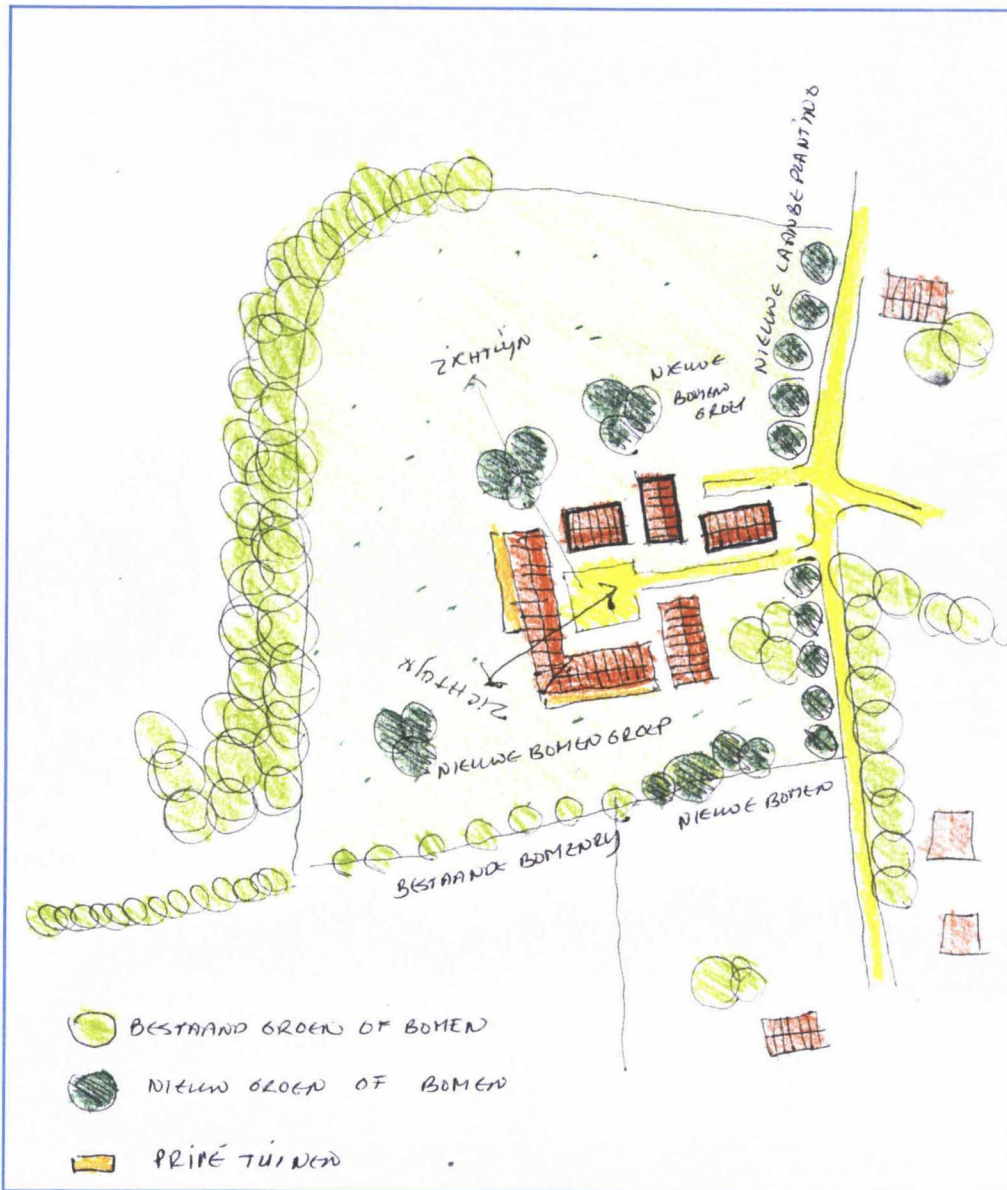 NIEUWE LAANBEPLANTING
ZICHTLIJN
NIEUWE
BOMEN
GROEP
ZICHTLIJN
NIEUWE BOMENGROEP
NIEUWE BOMEN
BESTAANDE BOMENRIJ
BESTAAND GROEN OF BOMEN
NIEUW GROEN OF BOMEN
PRIVÉ TUINEN